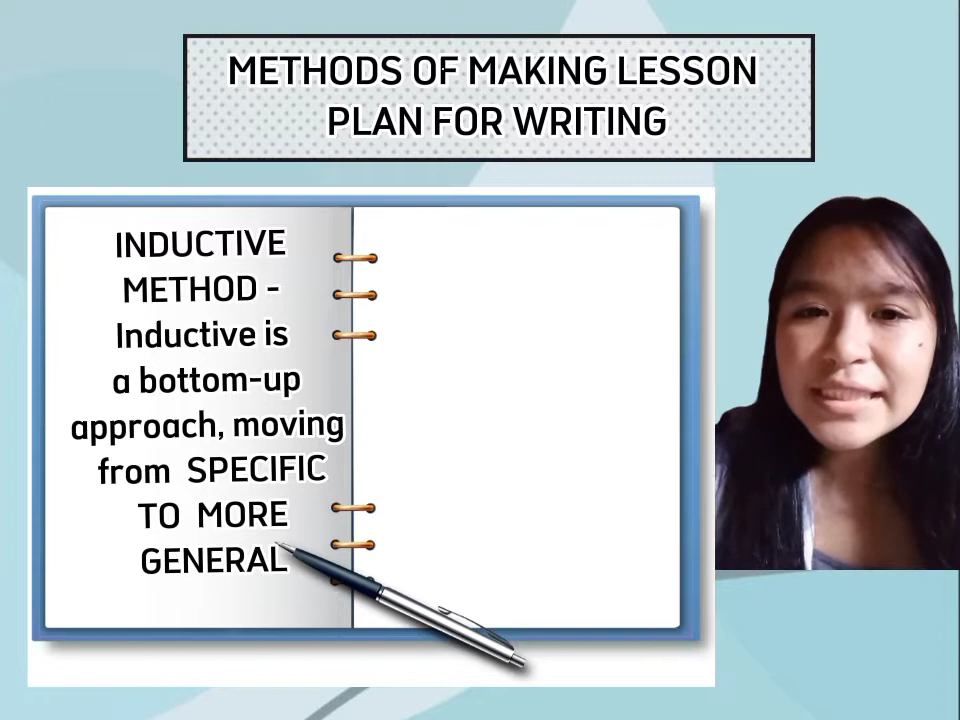 METHODS OF MAKING LESSON
PLAN FOR WRITING
INDUCTIVE
METHOD -
Inductive is
a bottom-up
approach, moving
from SPECIFIC
TO MORE
GENERAL